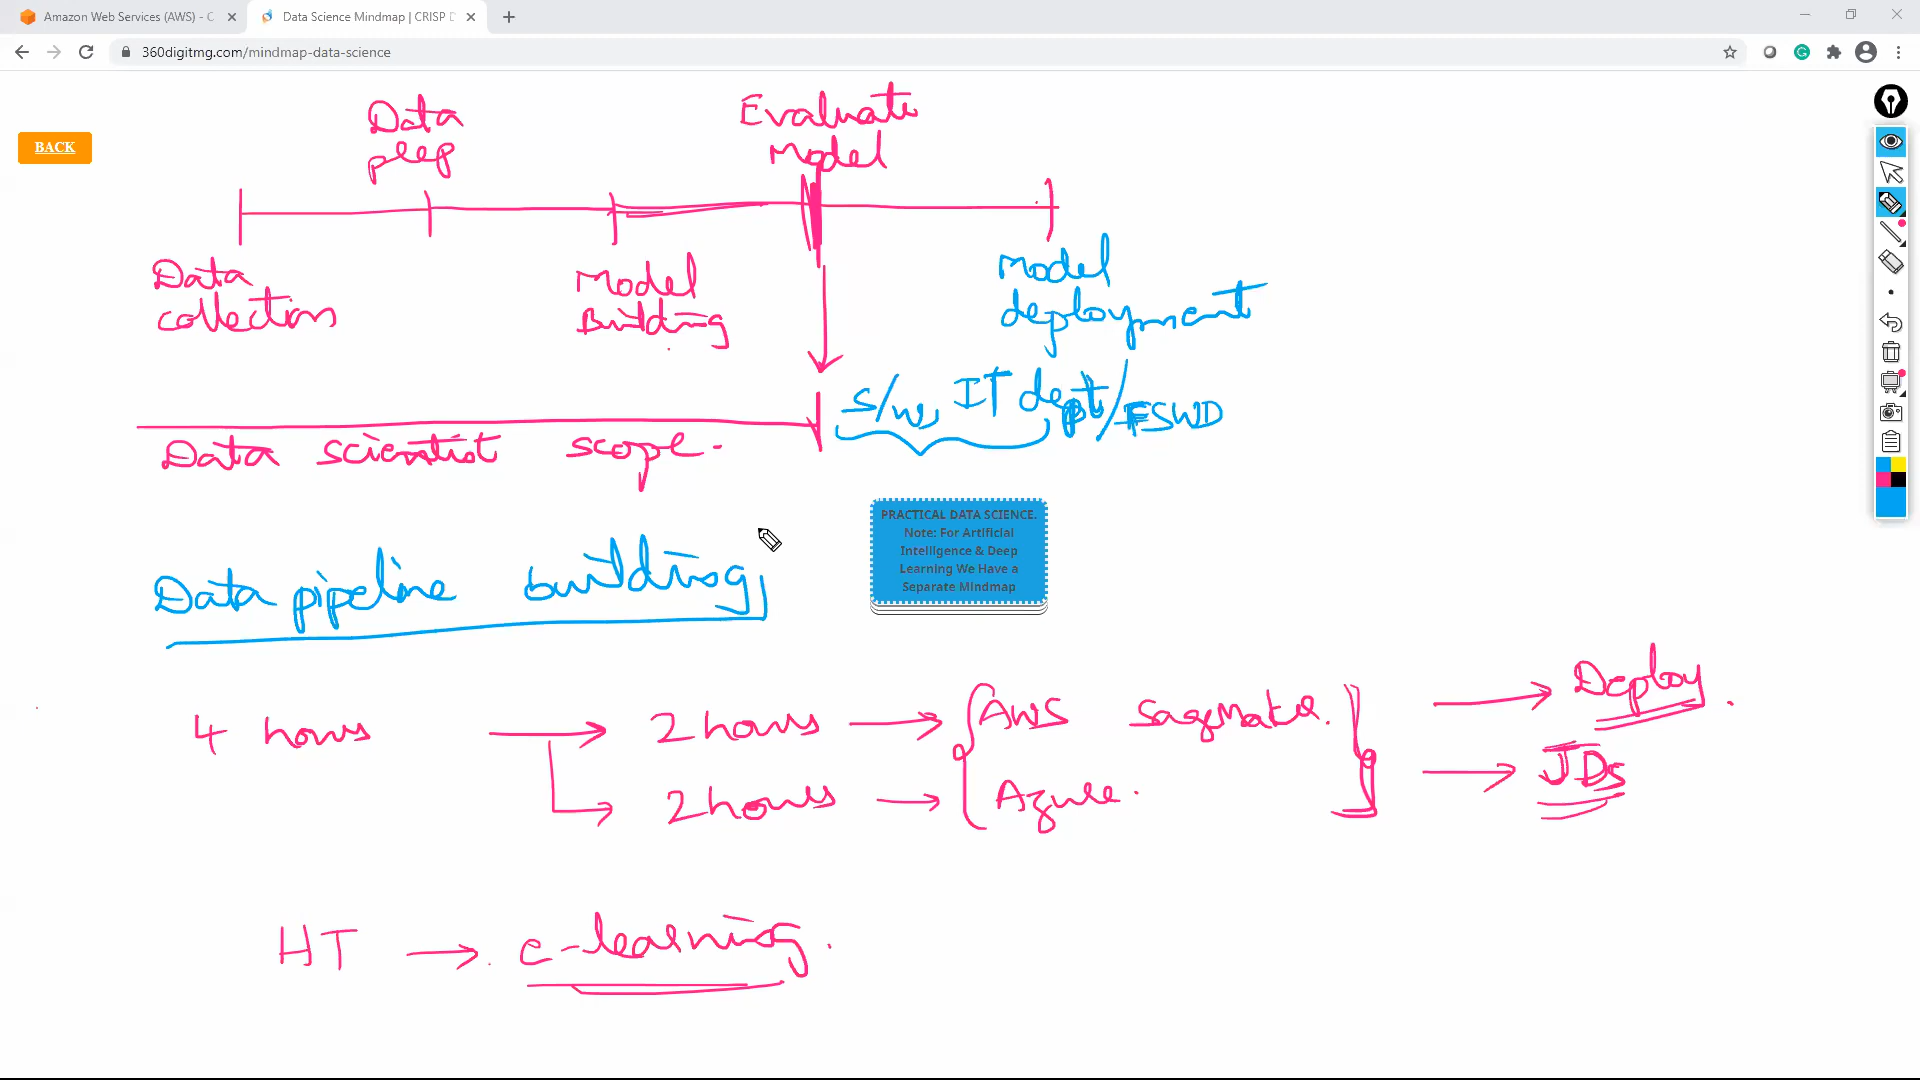 Amazon Web Services (AWS) - C
Data Science Mindmap | CRISP D
360digitmg.com/mindmap-data-science
BACK
Data
prep
Evaluate
Model
Data
collection
Model
Building
Model
deployment
S/w, IT dept/FSWD
Data scientist scope.
PRACTICAL DATA SCIENCE.
Note: For Artificial
Intelligence & Deep
Learning We Have a
Separate Mindmap
Data pipeline building
4 hours
2 hours
AWS SageMaker.
Deploy.
2 hours
Azure.
JDs
HT
e-learning.